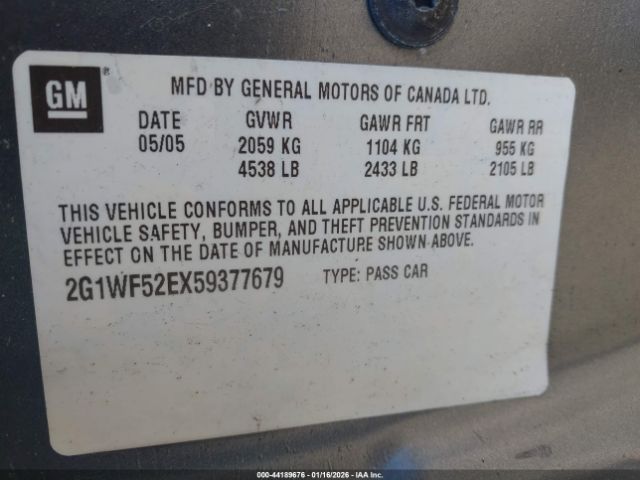 GM
MFD BY GENERAL MOTORS OF CANADA LTD.
DATE GVWR GAWR FRT GAWR RR
05/05 2059 KG 1104 KG 955 KG
4538 LB 2433 LB 2105 LB
THIS VEHICLE CONFORMS TO ALL APPLICABLE U.S. FEDERAL MOTOR
VEHICLE SAFETY, BUMPER, AND THEFT PREVENTION STANDARDS IN
EFFECT ON THE DATE OF MANUFACTURE SHOWN ABOVE.
2G1WF52EX59377679 TYPE: PASS CAR
000-44189676 - 01/16/2026 - IAAI.CA